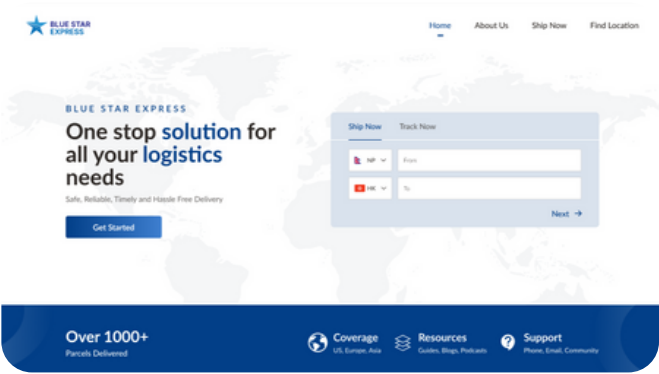 BLUE STAR
EXPRESS
Home About Us Ship Now Find Location
BLUE STAR EXPRESS
One stop solution for
all your logistics
needs
Safe, Reliable, Timely and Hassle Free Delivery
Get Started
Ship Now Track Now
NP From
HK To
Next →
Over 1000+
Parcels Delivered
Coverage
US, Europe, Asia
Resources
Guides, Blogs, Podcasts
Support
Phone, Email, Community